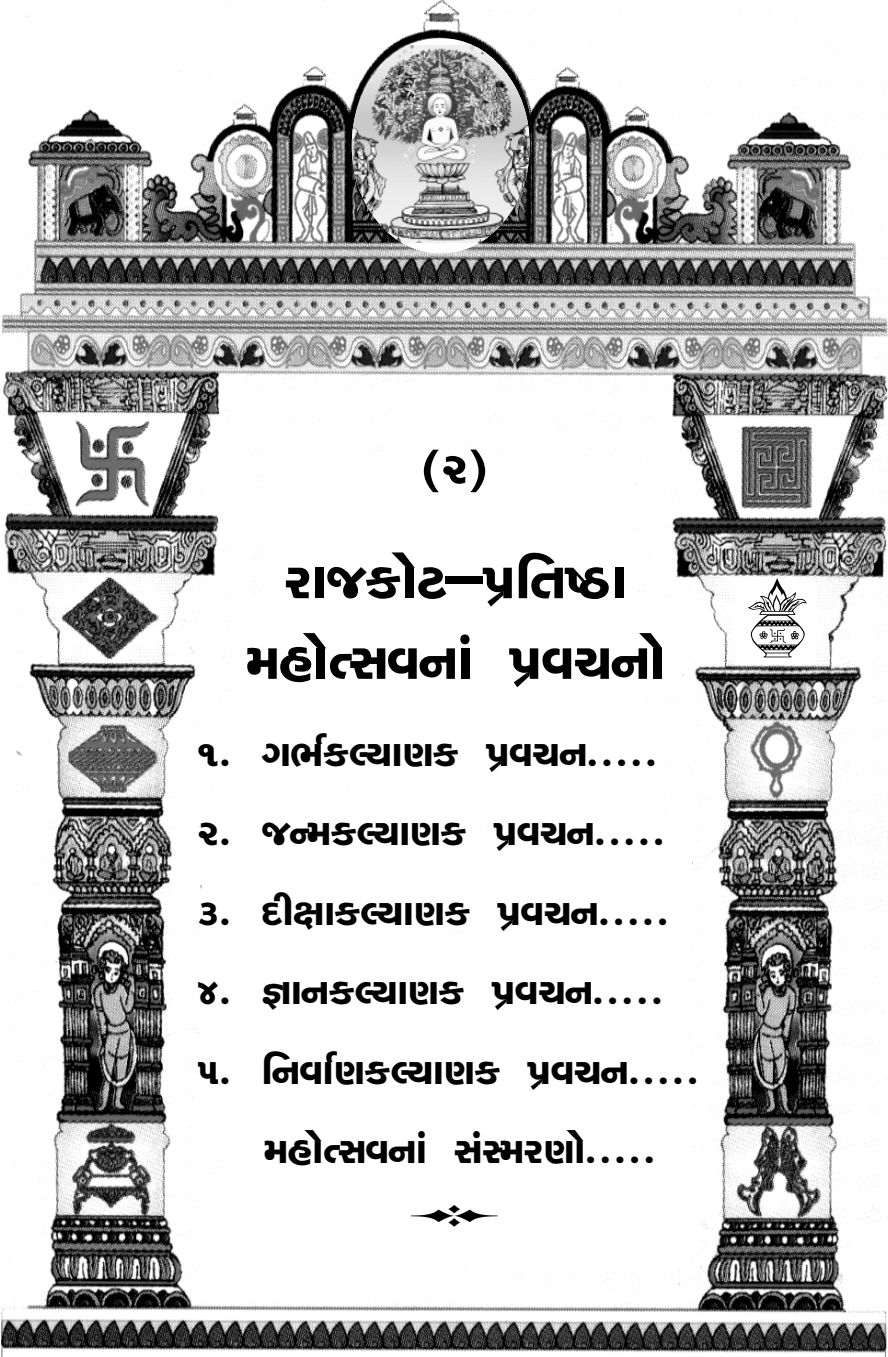 (૨)
રાજકોટ—પ્રતિષ્ઠા
મહોત્સવનાં પ્રવચનો
૧. ગર્ભકલ્યાણક પ્રવચન.....
૨. જન્મકલ્યાણક પ્રવચન.....
૩. દીક્ષાકલ્યાણક પ્રવચન.....
૪. જ્ઞાનકલ્યાણક પ્રવચન.....
૫. નિર્વાણકલ્યાણક પ્રવચન.....
મહોત્સવનાં સંસ્મરણો.....